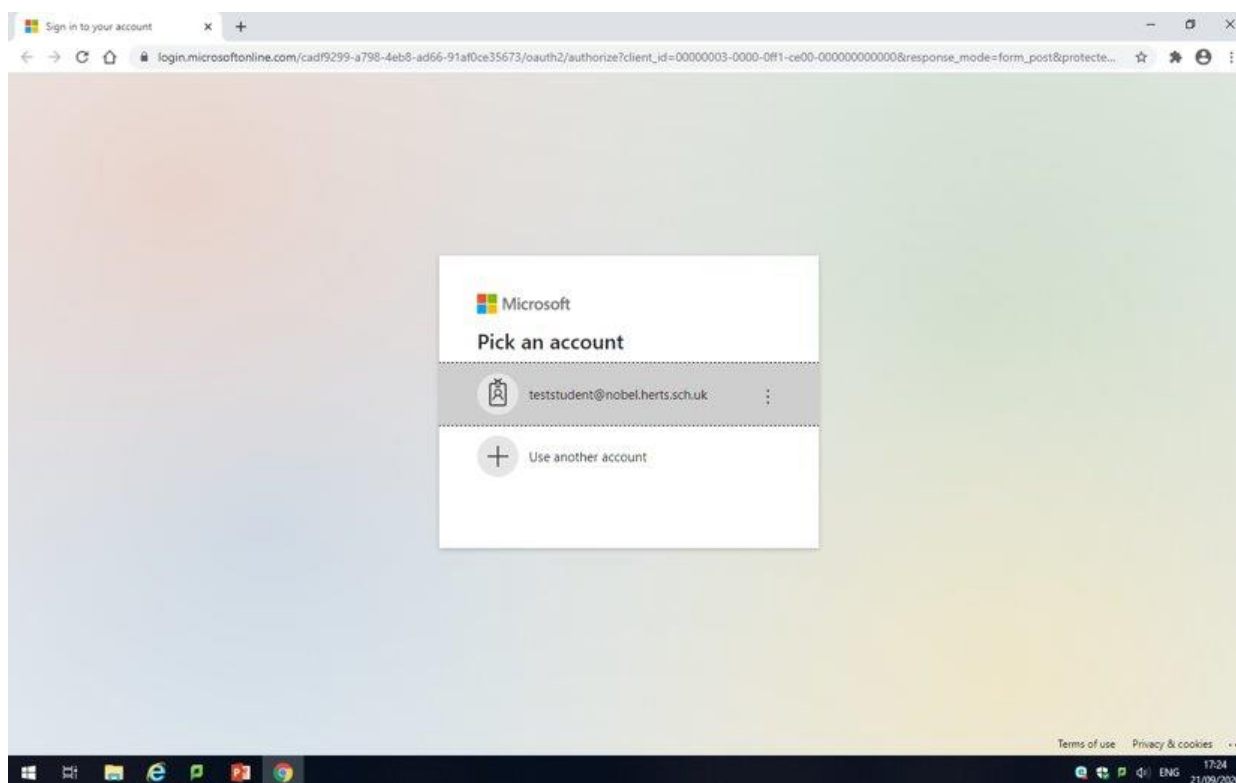 Sign in to your account
login.microsoftonline.com/cadf9299-a798-4eb8-ad66-91af0ce35673/oauth2/authorize?client_id=00000003-0000-0ff1-ce00-000000000000&response_mode=form_post&protecte...
Microsoft
Pick an account
teststudent@nobel.herts.sch.uk
Use another account
Terms of use Privacy & cookies
ENG 17:24